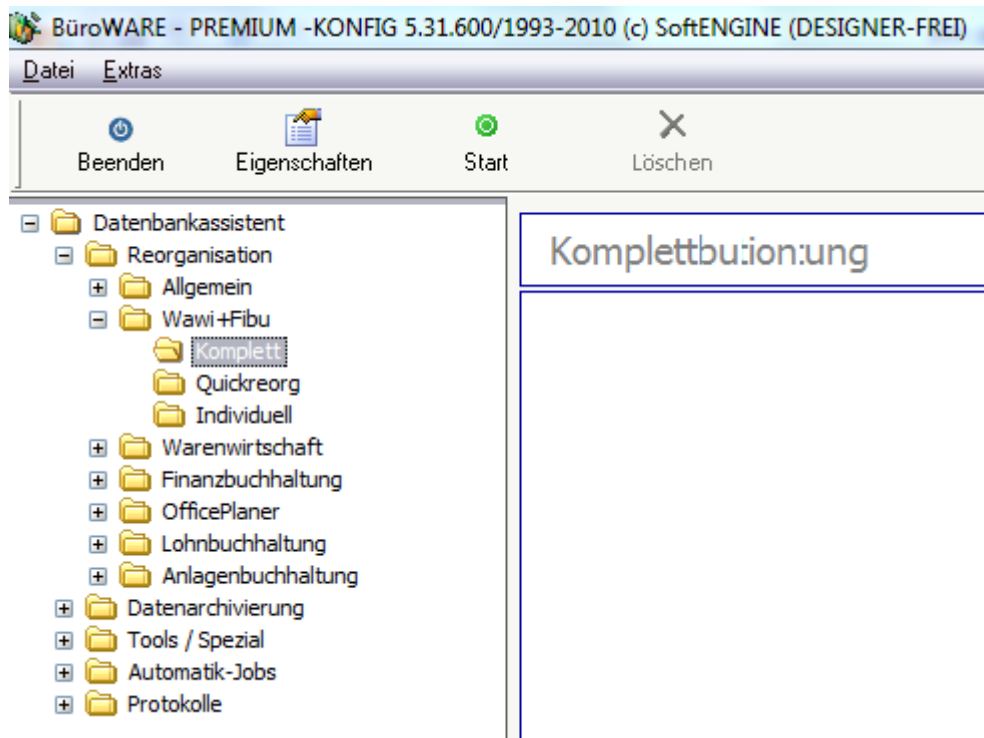 BüroWARE - PREMIUM -KONFIG 5.31.600/1993-2010 (c) SoftENGINE (DESIGNER-FREI)
Datei Extras
Beenden Eigenschaften Start Löschen
Datenbankassistent
Reorganisation
Allgemein
Wawi+Fibu
Komplett
Quickreorg
Individuell
Warenwirtschaft
Finanzbuchhaltung
OfficePlaner
Lohnbuchhaltung
Anlagenbuchhaltung
Datenarchivierung
Tools / Spezial
Automatik-Jobs
Protokolle
Komplettbu:ion:ung